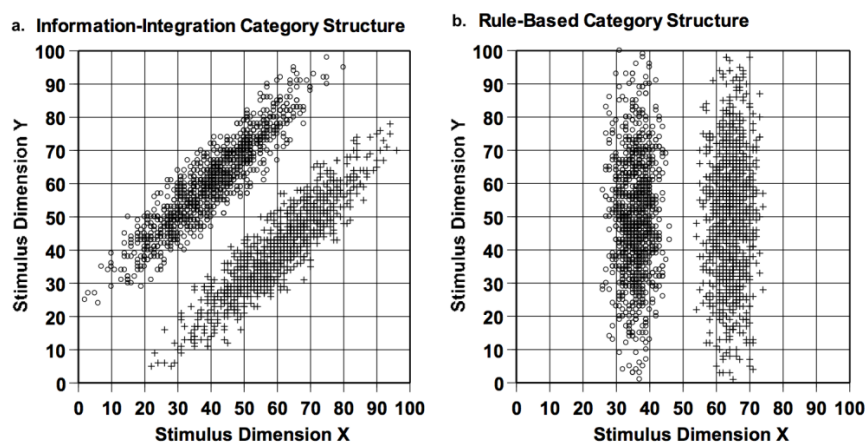 a. Information-Integration Category Structure
100
90
80
70
60
50
40
30
20
10
0
Stimulus Dimension Y
0 10 20 30 40 50 60 70 80 90 100
Stimulus Dimension X
b. Rule-Based Category Structure
100
90
80
70
60
50
40
30
20
10
0
Stimulus Dimension Y
0 10 20 30 40 50 60 70 80 90 100
Stimulus Dimension X